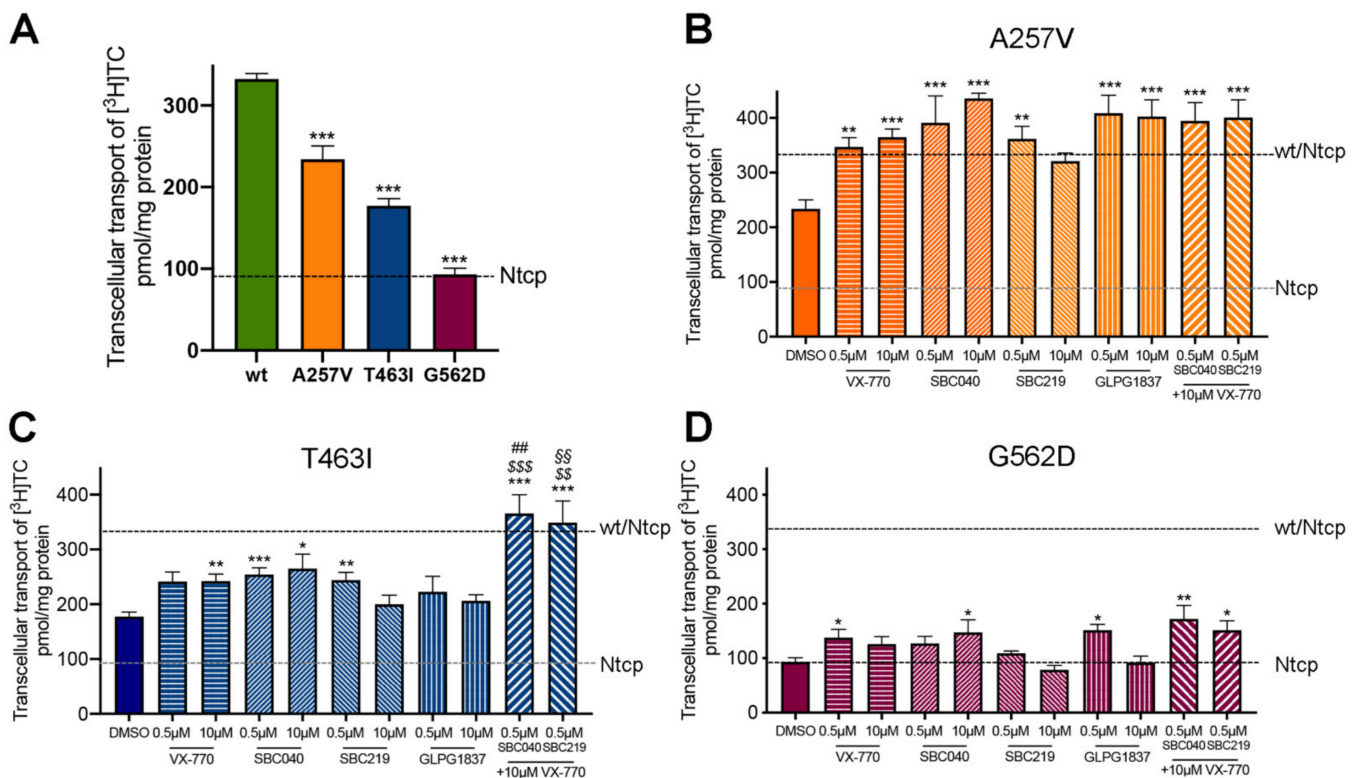 A
Transcellular transport of [³H]TC
pmol/mg protein
300
200
100
0
***
***
***
Ntcp
wt A257V T463I G562D
B
A257V
Transcellular transport of [³H]TC
pmol/mg protein
400
300
200
100
0
** *** *** *** ** *** *** *** ***
wt/Ntcp
Ntcp
DMSO 0.5μM 10μM 0.5μM 10μM 0.5μM 10μM 0.5μM 10μM 0.5μM 0.5μM
SBC040 SBC219
VX-770 SBC040 SBC219 GLPG1837 +10μM VX-770
C
T463I
Transcellular transport of [³H]TC
pmol/mg protein
400
300
200
100
0
## §§
$$$ $$
** *** * ** *** ***
wt/Ntcp
Ntcp
DMSO 0.5μM 10μM 0.5μM 10μM 0.5μM 10μM 0.5μM 10μM 0.5μM 0.5μM
SBC040 SBC219
VX-770 SBC040 SBC219 GLPG1837 +10μM VX-770
D
G562D
Transcellular transport of [³H]TC
pmol/mg protein
400
300
200
100
0
* * * ** *
wt/Ntcp
Ntcp
DMSO 0.5μM 10μM 0.5μM 10μM 0.5μM 10μM 0.5μM 10μM 0.5μM 0.5μM
SBC040 SBC219
VX-770 SBC040 SBC219 GLPG1837 +10μM VX-770